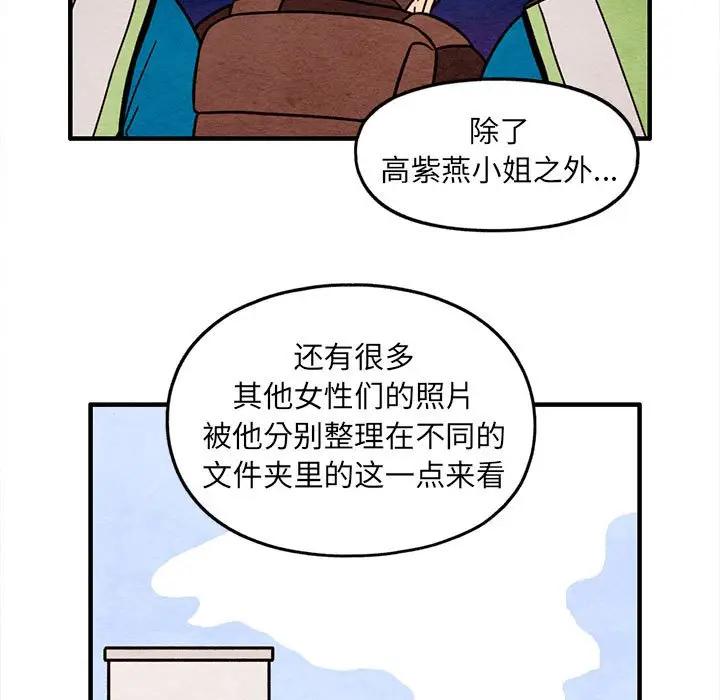 除了
高紫燕小姐之外...
还有很多
其他女性们的照片
被他分别整理在不同的
文件夹里的这一点来看